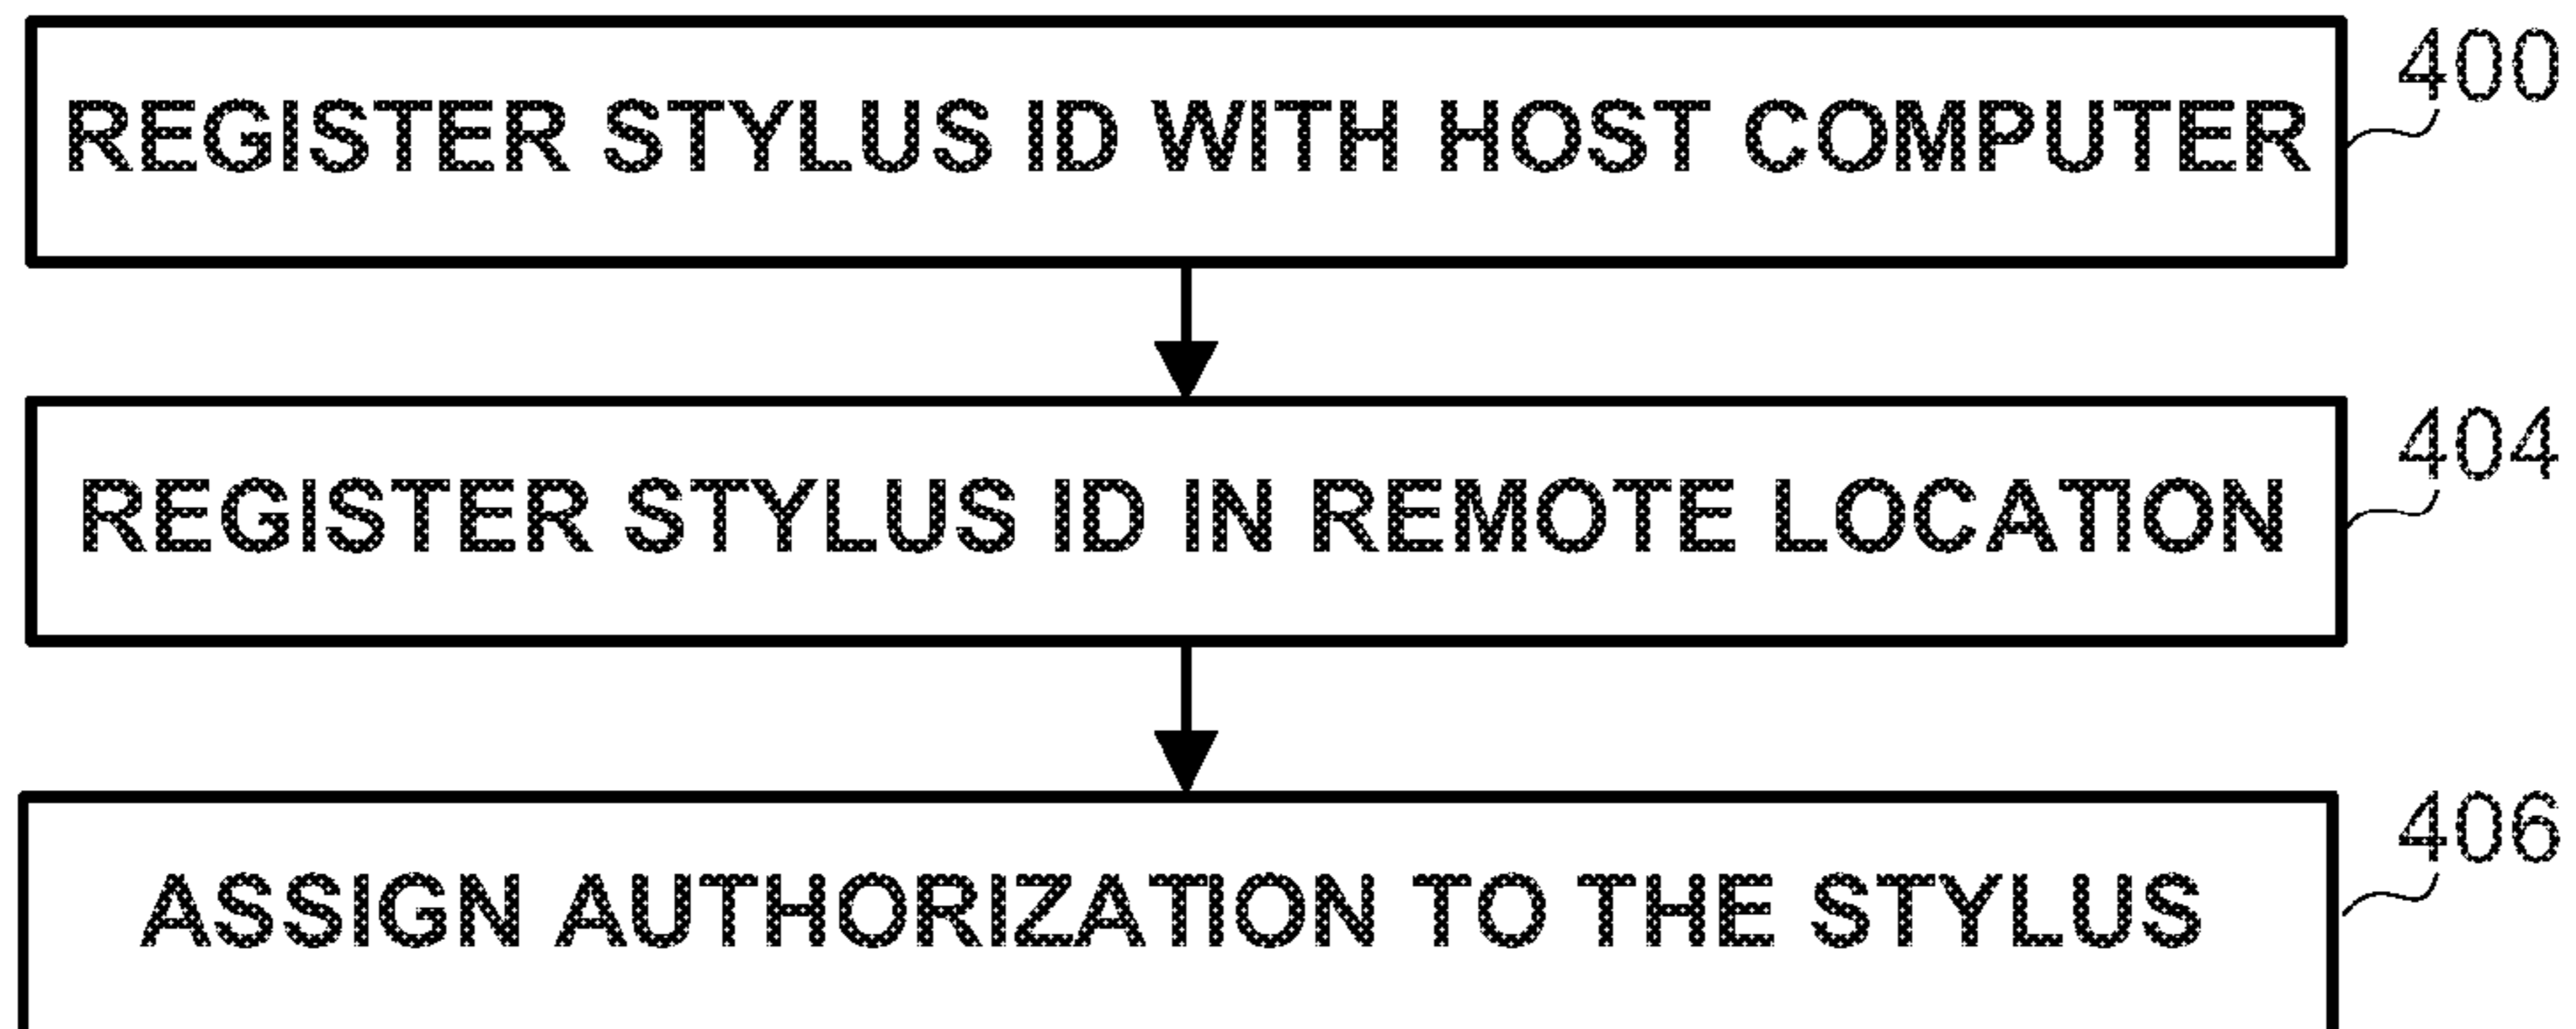 REGISTER STYLUS ID WITH HOST COMPUTER
400
REGISTER STYLUS ID IN REMOTE LOCATION
404
ASSIGN AUTHORIZATION TO THE STYLUS
406